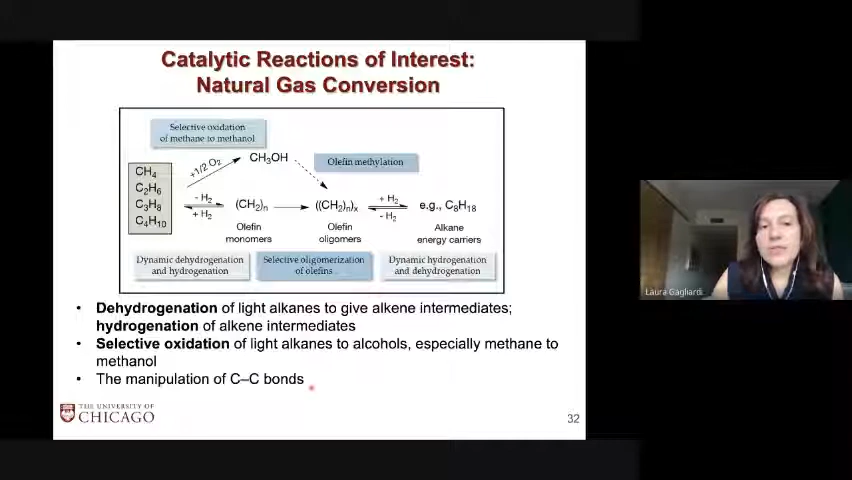 Catalytic Reactions of Interest:
Natural Gas Conversion
Selective oxidation
of methane to methanol
CH4
C2H6
C3H8
C4H10
+1/2 O2
CH3OH
Olefin methylation
- H2
+ H2
(CH2)n
((CH2)n)x
+ H2
- H2
e.g., C8H18
Olefin
monomers
Olefin
oligomers
Alkane
energy carriers
Dynamic dehydrogenation
and hydrogenation
Selective oligomerization
of olefins
Dynamic hydrogenation
and dehydrogenation
• Dehydrogenation of light alkanes to give alkene intermediates;
hydrogenation of alkene intermediates
• Selective oxidation of light alkanes to alcohols, especially methane to
methanol
• The manipulation of C–C bonds
THE UNIVERSITY OF
CHICAGO
32
Laura Gagliardi